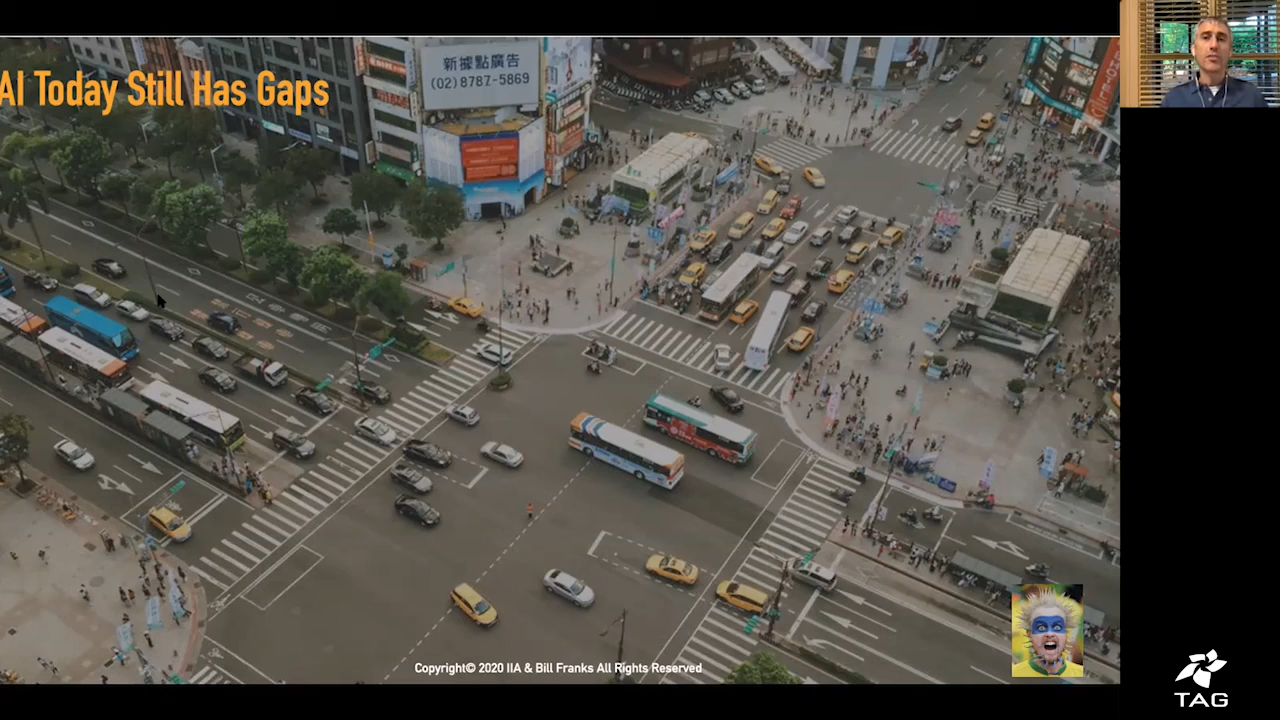 AI Today Still Has Gaps
新據點廣告
(02) 8787-5869
Copyright© 2020 IIA & Bill Franks All Rights Reserved
TAG